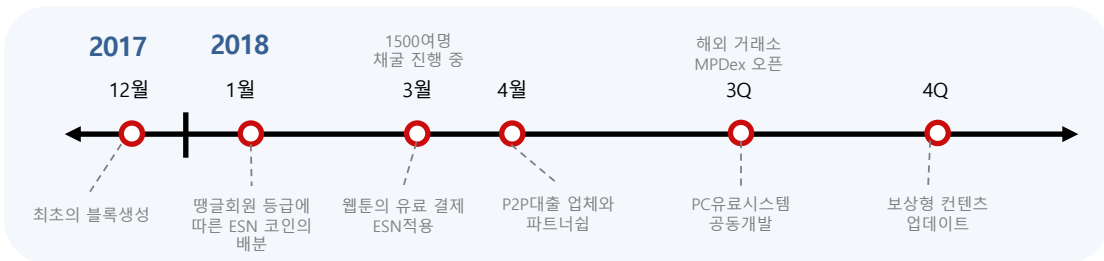 2017
2018
1500여명
채굴 진행 중
해외 거래소
MPDex 오픈
12월
1월
3월
4월
3Q
4Q
최초의 블록생성
땡글회원 등급에
따른 ESN 코인의
배분
웹툰의 유료 결제
ESN적용
P2P대출 업체와
파트너쉽
PC유료시스템
공동개발
보상형 컨텐츠
업데이트